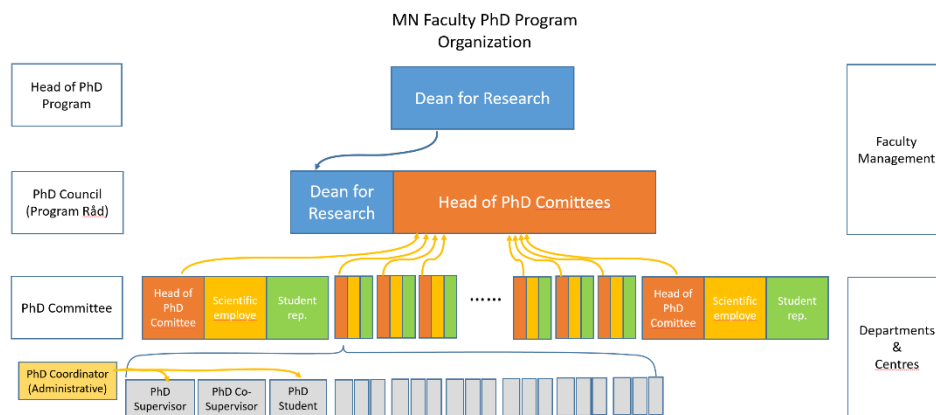 MN Faculty PhD Program
Organization
Head of PhD
Program
Dean for Research
Faculty
Management
PhD Council
(Program Råd)
Dean for
Research
Head of PhD Comittees
PhD Committee
Head of
PhD
Comittee
Scientific
employe
Student
rep.
......
Head of
PhD
Comittee
Scientific
employe
Student
rep.
Departments
&
Centres
PhD Coordinator
(Administrative)
PhD
Supervisor
PhD Co-
Supervisor
PhD
Student